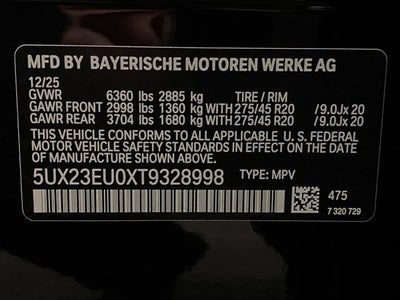 MFD BY BAYERISCHE MOTOREN WERKE AG
12/25
GVWR 6360 lbs 2885 kg TIRE / RIM
GAWR FRONT 2998 lbs 1360 kg WITH 275/45 R20 /9.0Jx 20
GAWR REAR 3704 lbs 1680 kg WITH 275/45 R20 /9.0Jx 20
THIS VEHICLE CONFORMS TO ALL APPLICABLE U. S. FEDERAL
MOTOR VEHICLE SAFETY STANDARDS IN EFFECT ON THE DATE
OF MANUFACTURE SHOWN ABOVE.
5UX23EU0XT9328998 TYPE: MPV
475
7 320 729